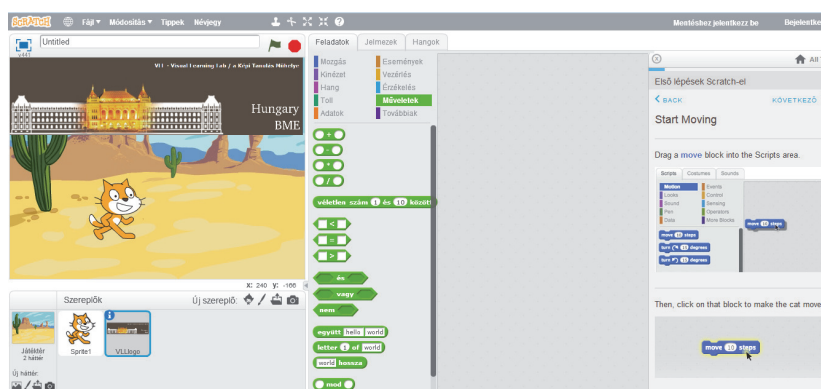 SCRATCH Fájl▼ Módosítás▼ Tippek Névjegy Mentéshez jelentkezz be Bejelentke
Untitled
v441
VLL - Visual Learning Lab / a Képi Tanulás Műhelye
Hungary
BME
X: 240 y: -166
Szereplők Új szereplő:
Játéktér
2 háttér
Új háttér:
Sprite1
VLLlogo
Feladatok Jelmezek Hangok
Mozgás Események
Kinézet Vezérlés
Hang Érzékelés
Toll Műveletek
Adatok Továbbiak
+
-
*
/
véletlen szám 1 és 10 között
<
=
>
és
vagy
nem
együtt hello world
letter 1 of world
world hossza
mod
All
Első lépések Scratch-el
BACK KÖVETKEZŐ
Start Moving
Drag a move block into the Scripts area.
Scripts Costumes Sounds
Motion Events
Looks Control
Sound Sensing
Pen Operators
Data More Blocks
move 10 steps
move 10 steps
turn 15 degrees
turn 15 degrees
Then, click on that block to make the cat move
move 10 steps